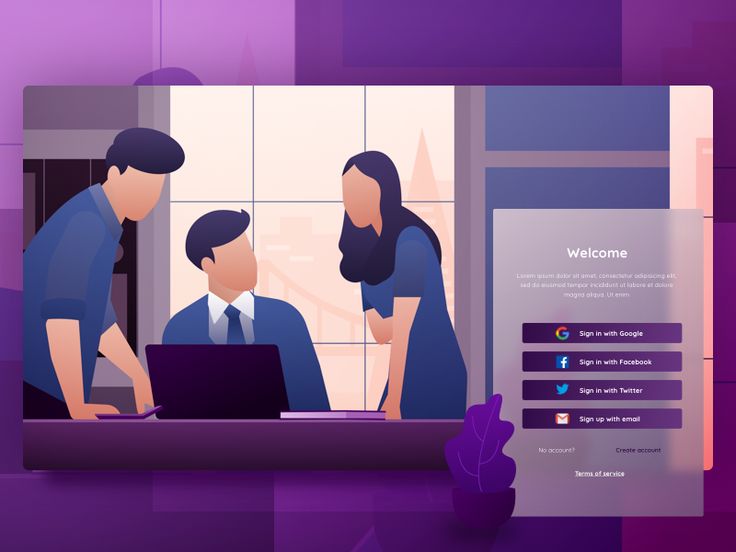 Welcome
Lorem ipsum dolor sit amet, consectetur adipisicing elit,
sed do eiusmod tempor incididunt ut labore et dolore
magna aliqua. Ut enim
Sign in with Google
Sign in with Facebook
Sign in with Twitter
Sign up with email
No account? Create account
Terms of service